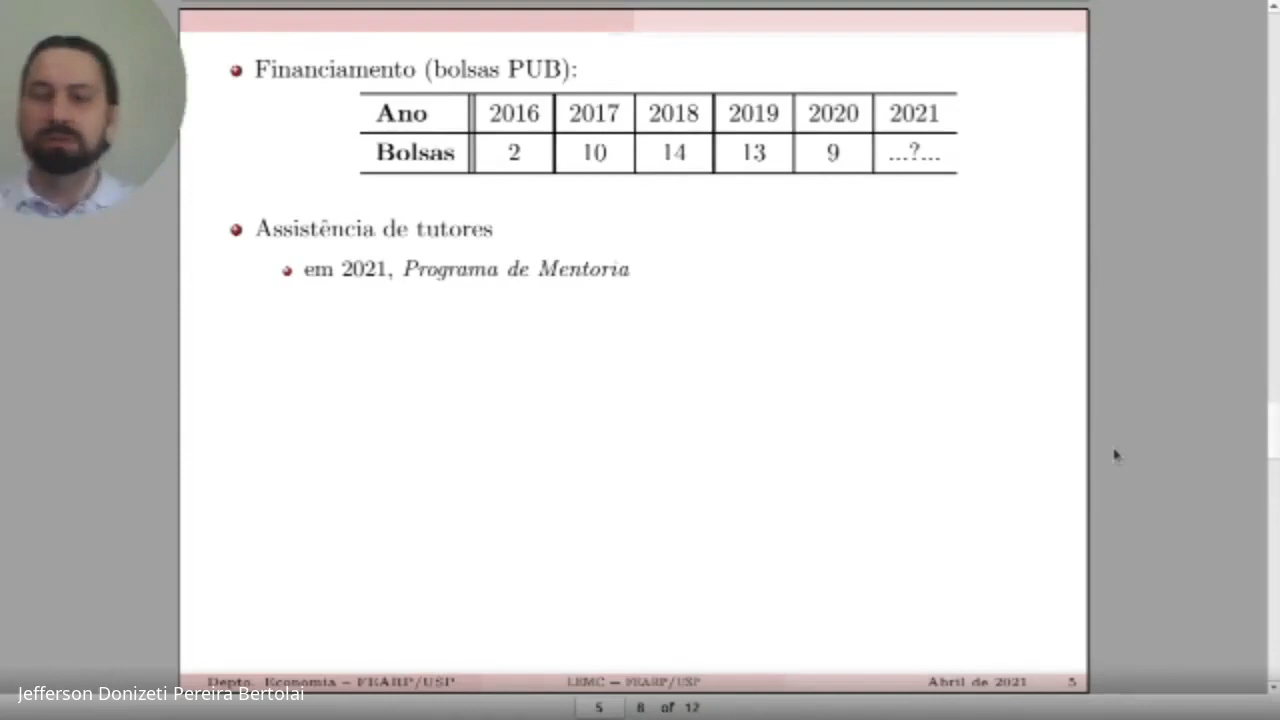 Financiamento (bolsas PUB):
Ano 2016 2017 2018 2019 2020 2021
Bolsas 2 10 14 13 9 ...?...
Assistência de tutores
em 2021, Programa de Mentoria
Depto. Economia – FEARP/USP LEMC – FEARP/USP Abril de 2021 5
Jefferson Donizeti Pereira Bertolai
5 8 of 12